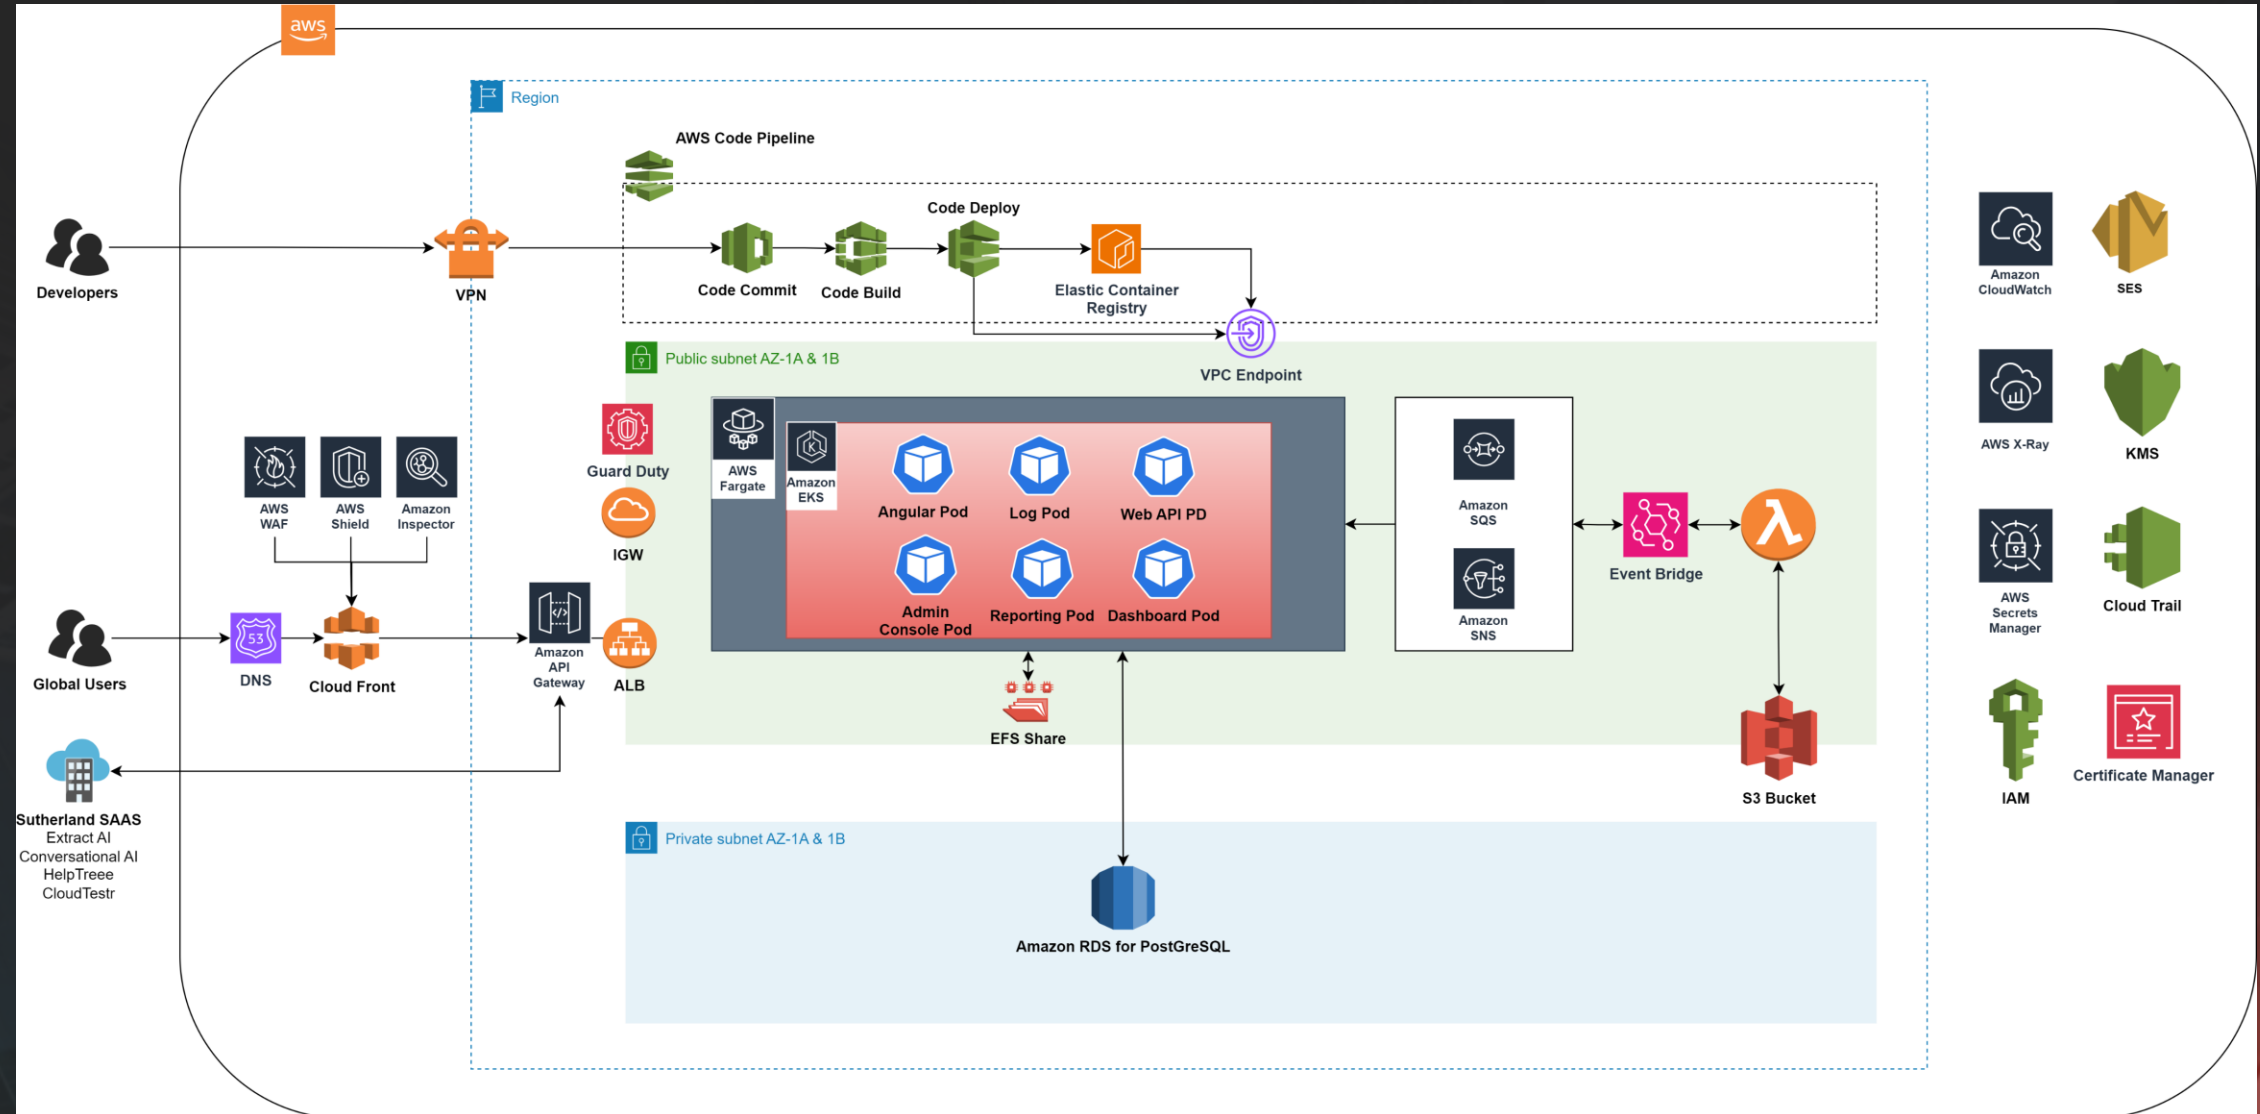 aws
Region
AWS Code Pipeline
Code Deploy
Code Commit
Code Build
Elastic Container
Registry
Developers
VPN
VPC Endpoint
Public subnet AZ-1A & 1B
Guard Duty
IGW
AWS
Fargate
Amazon
EKS
Angular Pod
Log Pod
Web API PD
Admin
Console Pod
Reporting Pod
Dashboard Pod
Amazon
SQS
Amazon
SNS
Event Bridge
AWS
WAF
AWS
Shield
Amazon
Inspector
Global Users
53
DNS
Cloud Front
Amazon
API
Gateway
ALB
EFS Share
S3 Bucket
Sutherland SAAS
Extract AI
Conversational AI
HelpTreee
CloudTestr
Private subnet AZ-1A & 1B
Amazon RDS for PostGreSQL
Amazon
CloudWatch
SES
AWS X-Ray
KMS
AWS
Secrets
Manager
Cloud Trail
IAM
Certificate Manager